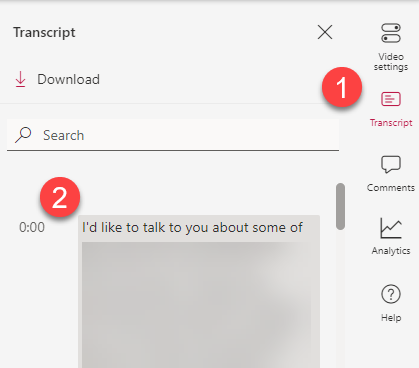 Transcript
Download
Search
0:00
I'd like to talk to you about some of
1
2
Video
settings
Transcript
Comments
Analytics
Help